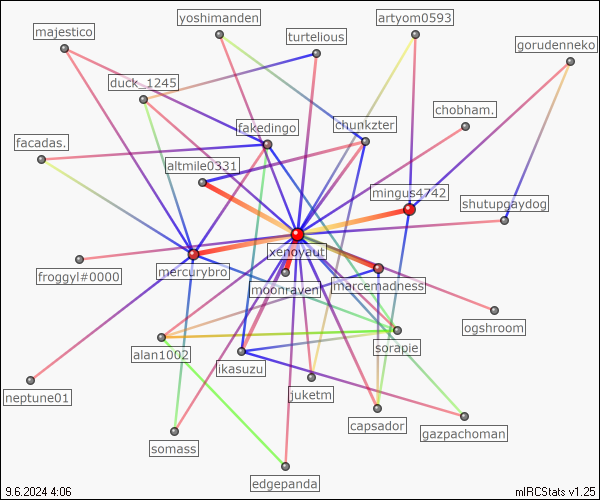 yoshimanden
artyom0593
majestico
turtelious
gorudenneko
duck_1245
chobham.
fakedingo
chunkzter
facadas.
altmile0331
mingus4742
shutupgaydog
xenoyaut
mercurybro
froggyl#0000
moonraven
marcemadness
ogshroom
alan1002
sorapie
ikasuzu
neptune01
juketm
capsador
gazpachoman
somass
edgepanda
9.6.2024 4:06
mIRCStats v1.25